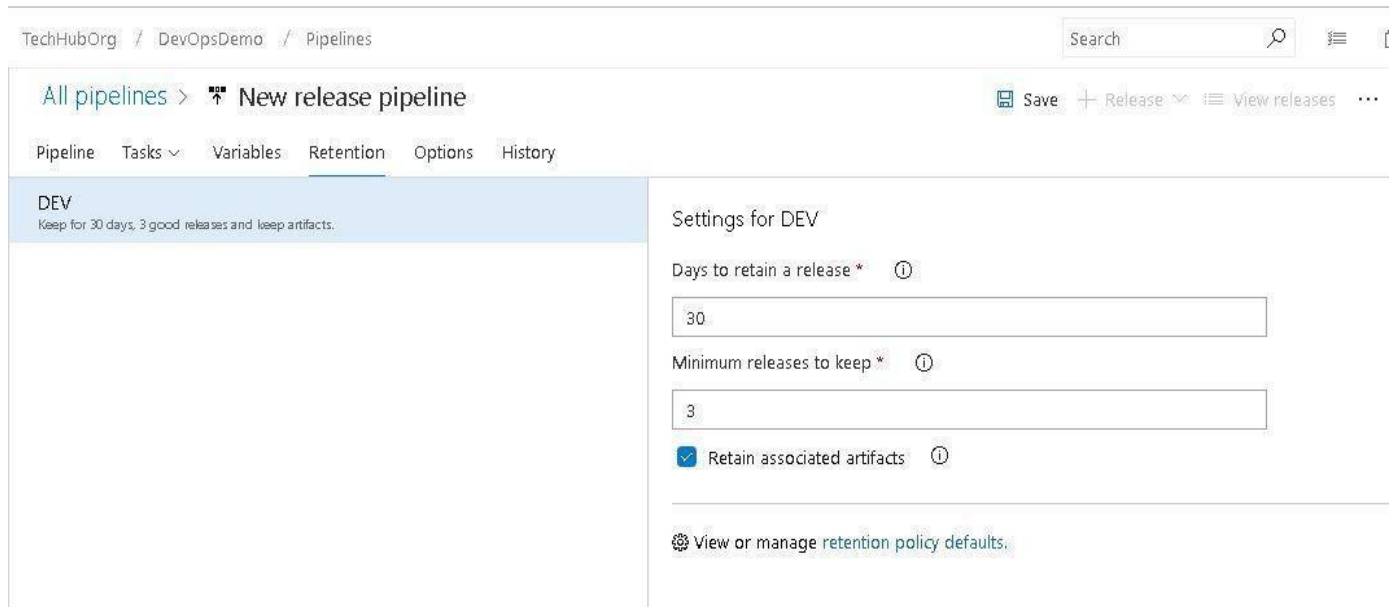 TechHubOrg / DevOpsDemo / Pipelines Search
All pipelines > New release pipeline Save + Release View releases ...
Pipeline Tasks Variables Retention Options History
DEV
Keep for 30 days, 3 good releases and keep artifacts.
Settings for DEV
Days to retain a release *
30
Minimum releases to keep *
3
Retain associated artifacts
View or manage retention policy defaults.